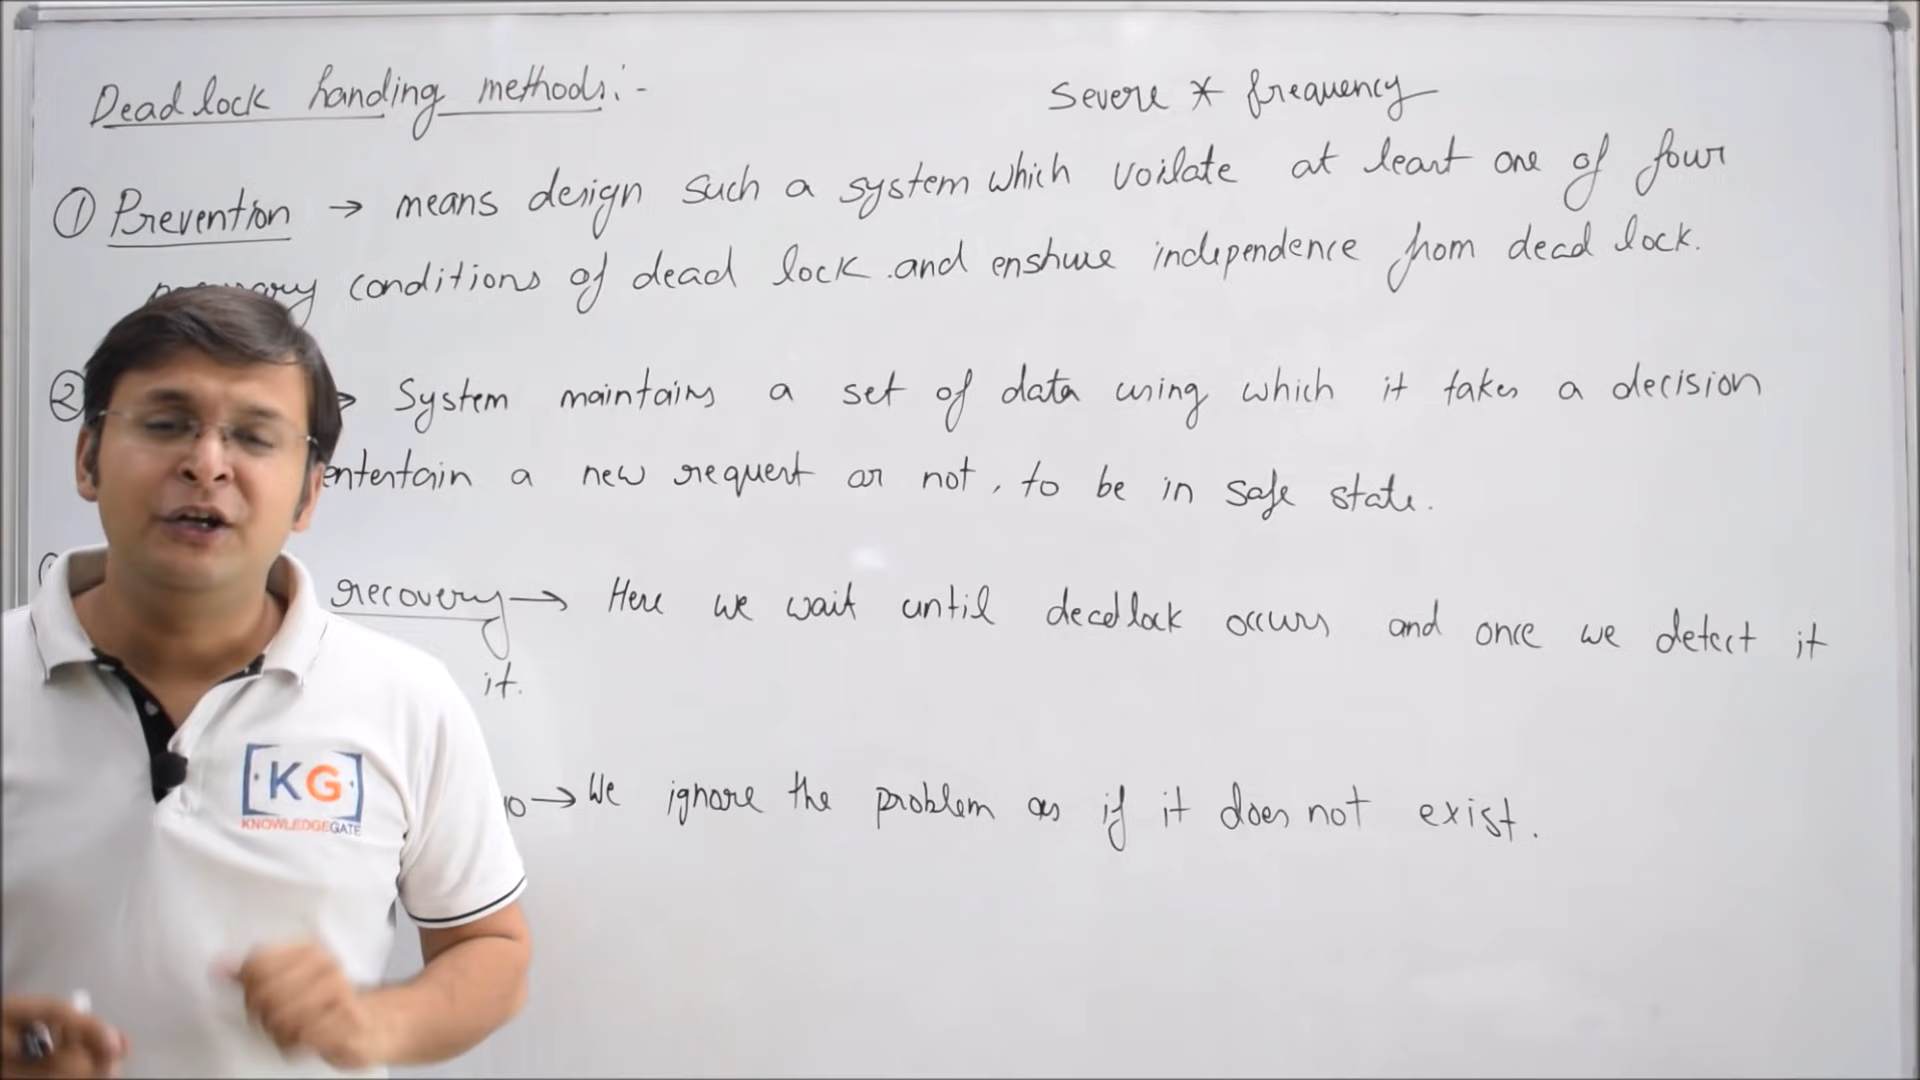 Dead lock handing methods:-
Severe * frequency
① Prevention → means design such a system which voilate at least one of four
conditions of dead lock . and enshure independence from dead lock.
② → System maintains a set of data using which it takes a decision
entertain a new request or not, to be in safe state.
recovery → Here we wait until decedlock occurs and once we detect it
it.
→ We ignore the problem as if it does not exist.
KG
KNOWLEDGEGATE